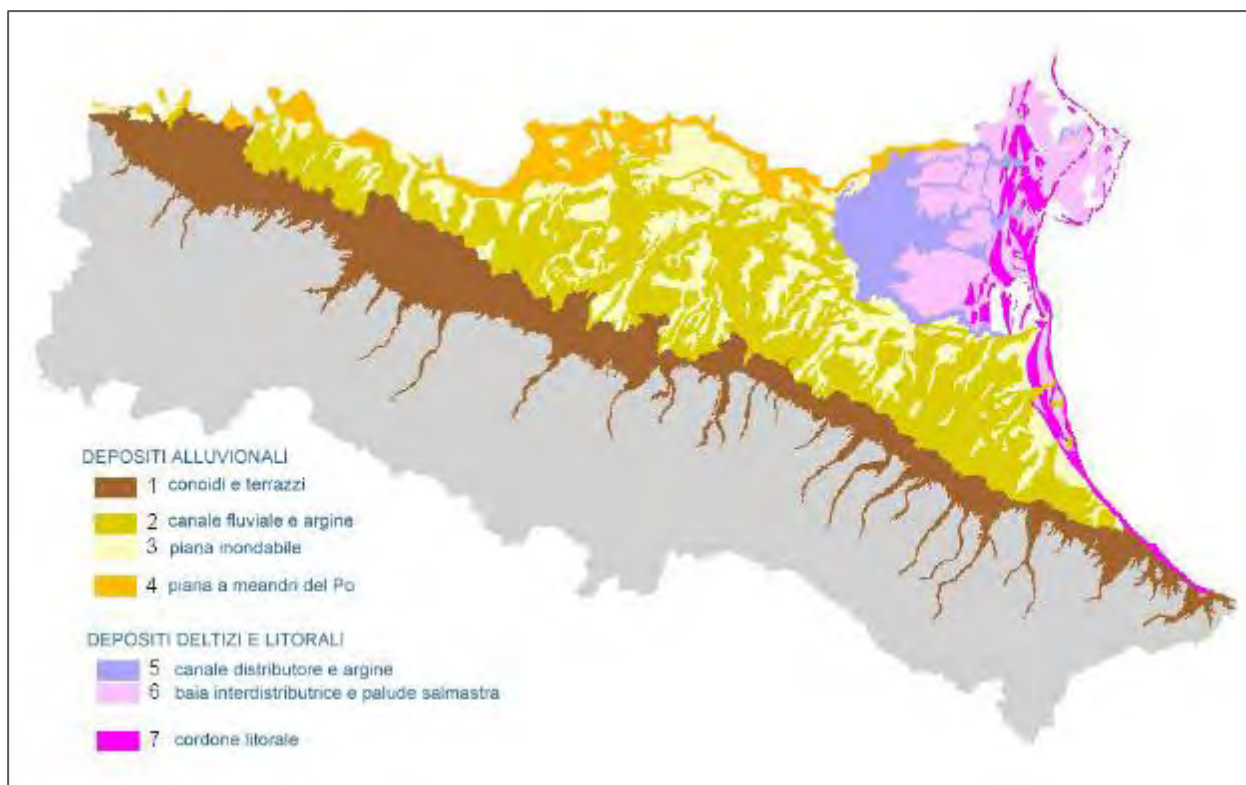 DEPOSITI ALLUVIONALI
1 conoidi e terrazzi
2 canale fluviale e argine
3 piana inondabile
4 piana a meandri del Po
DEPOSITI DELTIZI E LITORALI
5 canale distributore e argine
6 baia interdistributrice e palude salmastra
7 cordone litorale